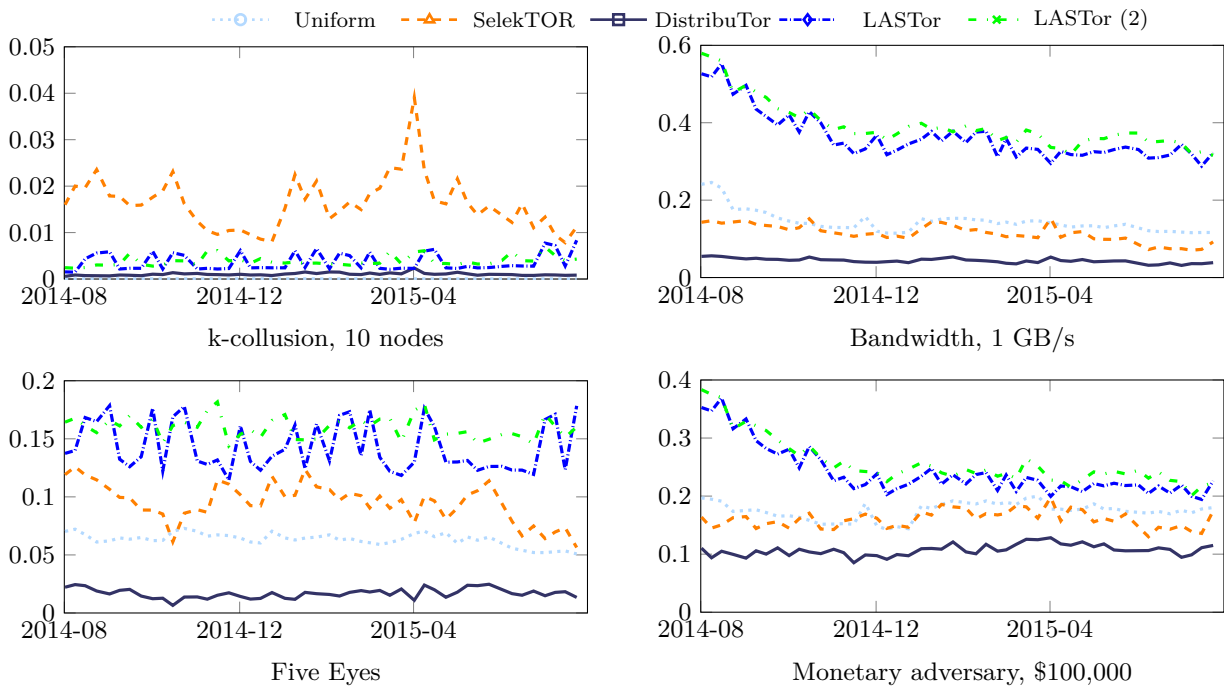 Uniform SelekTOR DistribuTor LASTor LASTor (2)
0.05
0.04
0.03
0.02
0.01
0
2014-08 2014-12 2015-04
k-collusion, 10 nodes
0.6
0.4
0.2
0
2014-08 2014-12 2015-04
Bandwidth, 1 GB/s
0.2
0.15
0.1
0.05
0
2014-08 2014-12 2015-04
Five Eyes
0.4
0.3
0.2
0.1
0
2014-08 2014-12 2015-04
Monetary adversary, $100,000